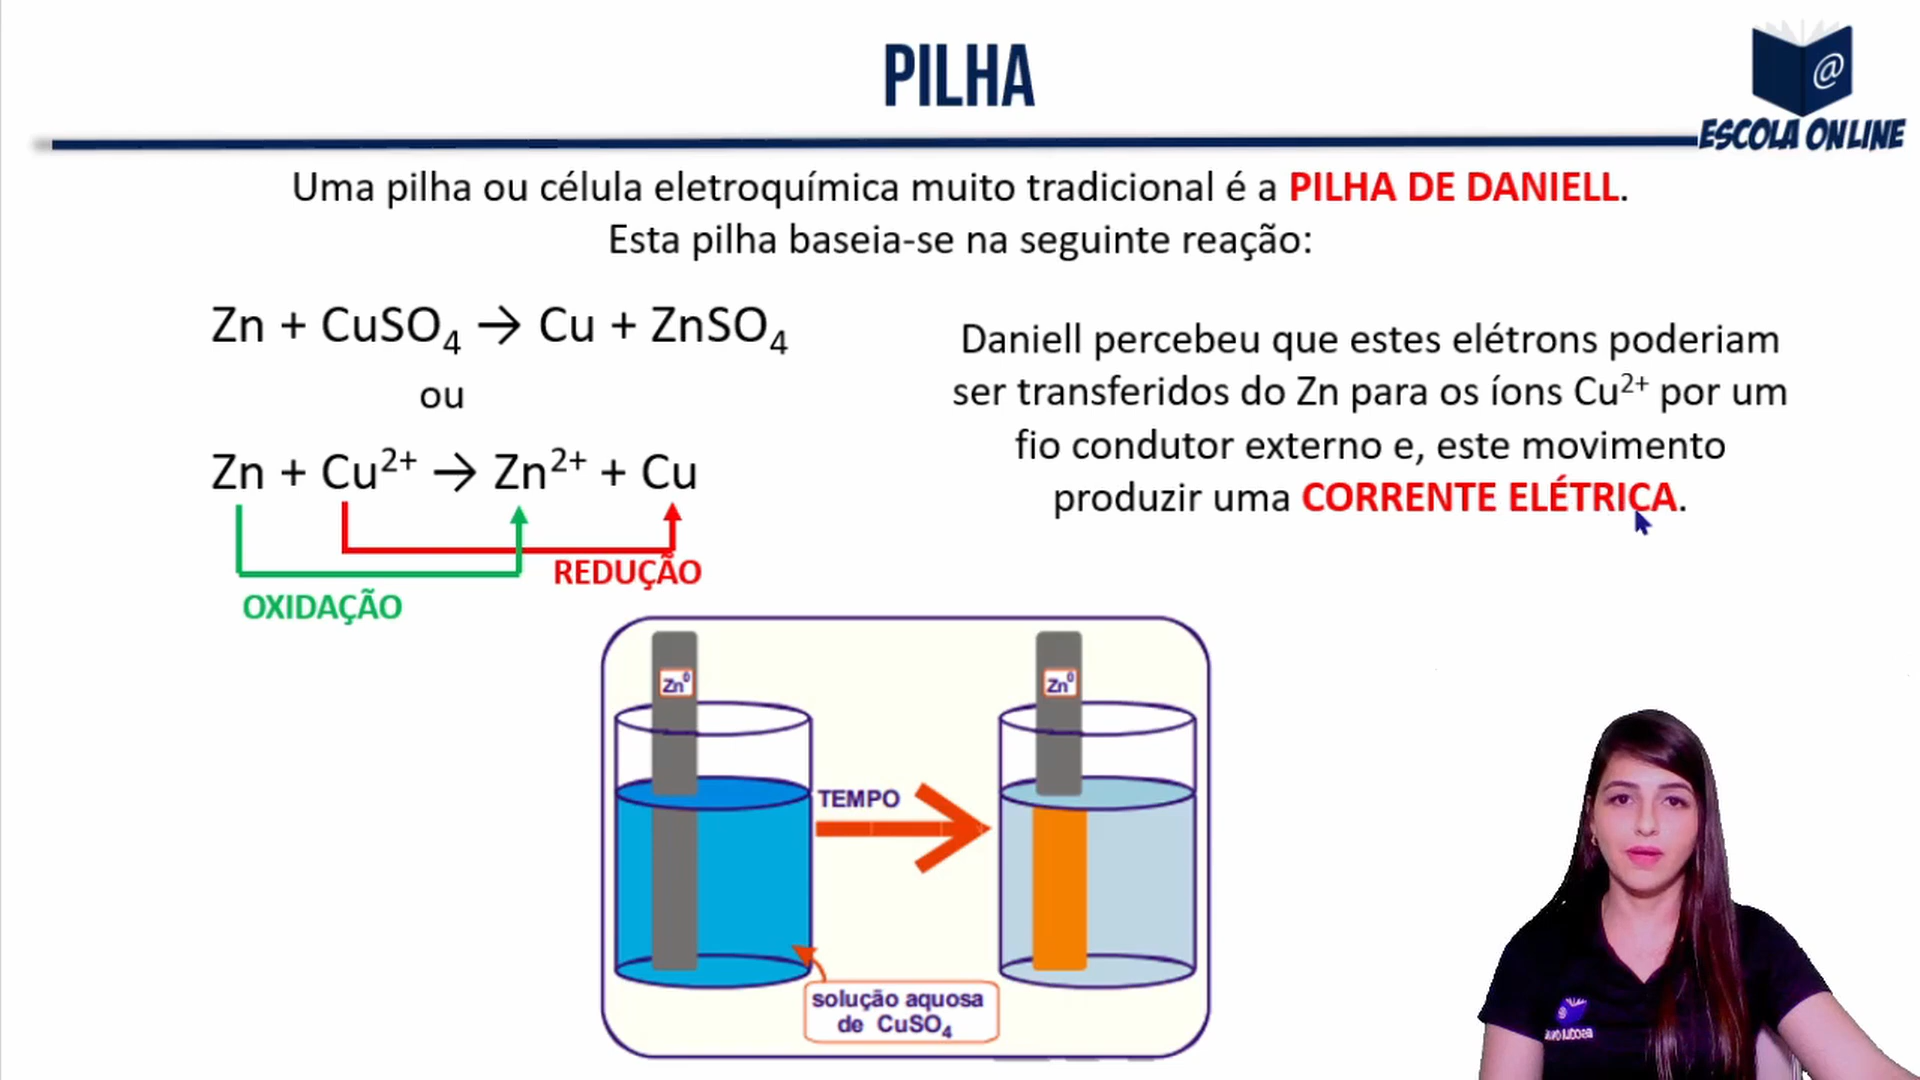 PILHA
@
ESCOLA ONLINE
Uma pilha ou célula eletroquímica muito tradicional é a PILHA DE DANIELL.
Esta pilha baseia-se na seguinte reação:
Zn + CuSO₄ → Cu + ZnSO₄
ou
Zn + Cu²⁺ → Zn²⁺ + Cu
REDUÇÃO
OXIDAÇÃO
Daniell percebeu que estes elétrons poderiam
ser transferidos do Zn para os íons Cu²⁺ por um
fio condutor externo e, este movimento
produzir uma CORRENTE ELÉTRICA.
Zn⁰
Zn⁰
TEMPO
solução aquosa
de CuSO₄